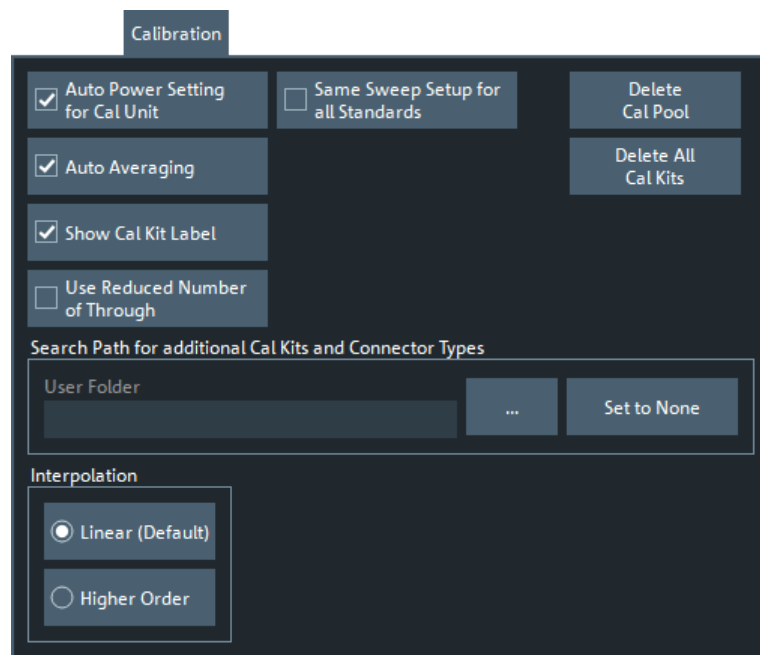 Calibration
Auto Power Setting
for Cal Unit
Same Sweep Setup for
all Standards
Delete
Cal Pool
Auto Averaging
Delete All
Cal Kits
Show Cal Kit Label
Use Reduced Number
of Through
Search Path for additional Cal Kits and Connector Types
User Folder
...
Set to None
Interpolation
Linear (Default)
Higher Order